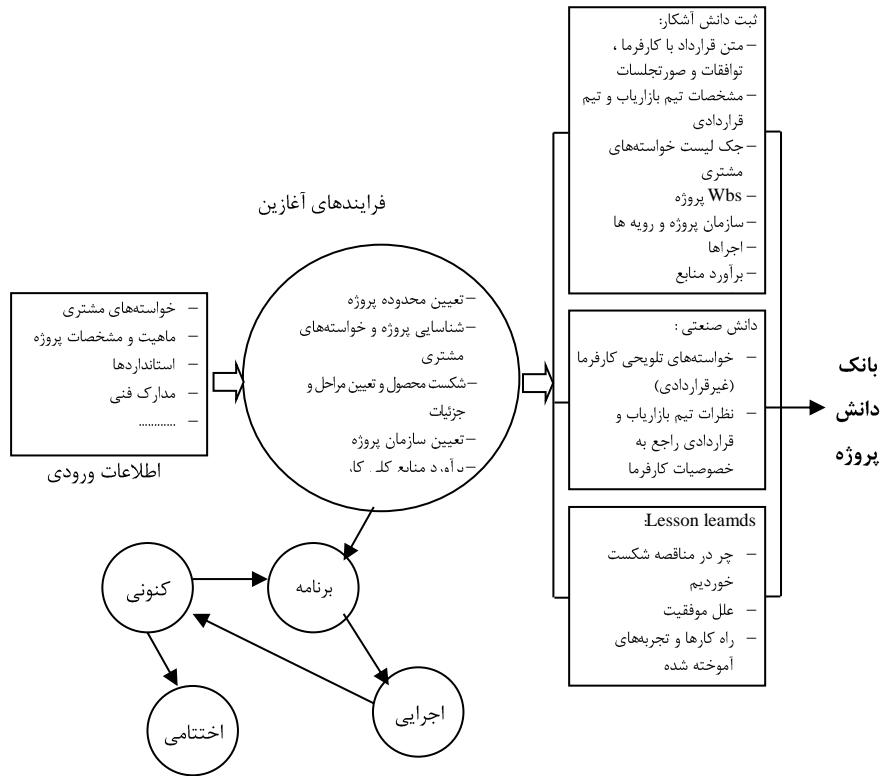 ثبت دانش آشکار:
– متن قرارداد با کارفرما ،
توافقات و صورتجلسات
– مشخصات تیم بازاریاب و تیم
قراردادی
– جک لیست خواسته‌های
مشتری
– Wbs پروژه
– سازمان پروژه و رویه ها
– اجراها
– برآورد منابع
فرایندهای آغازین
– تعیین محدوده پروژه
– شناسایی پروژه و خواسته‌های
مشتری
– شکست محصول و تعیین مراحل و
جزئیات
– تعیین سازمان پروژه
– برآورد منابع کلی کار
– خواسته‌های مشتری
– ماهیت و مشخصات پروژه
– استانداردها
– مدارک فنی
– ............
اطلاعات ورودی
دانش صنعتی :
– خواسته‌های تلویحی کارفرما
(غیرقراردادی)
– نظرات تیم بازاریاب و
قراردادی راجع به
خصوصیات کارفرما
بانک
دانش
پروژه
Lesson leamds:
– چر در مناقصه شکست
خوردیم
– علل موفقیت
– راه کارها و تجربه‌های
آموخته شده
برنامه
کنونی
اجرایی
اختتامی